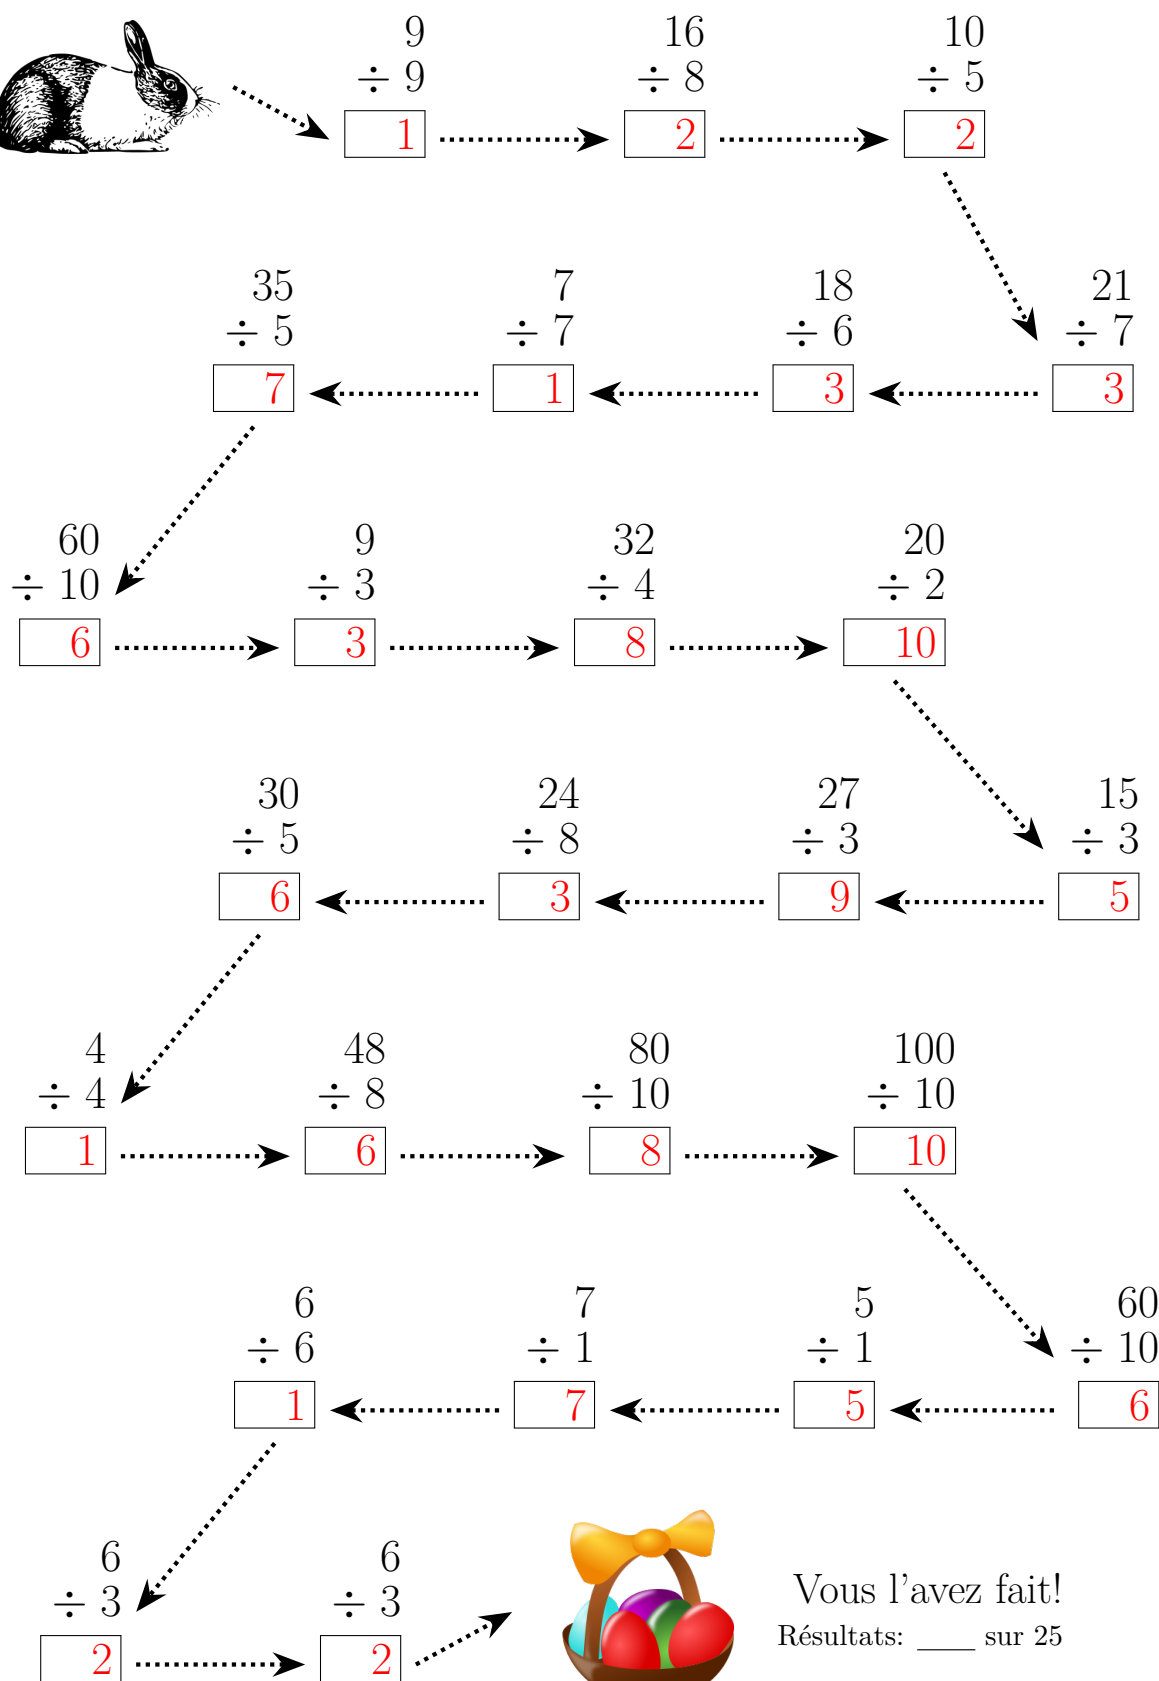 9 16 10
÷ 9 ÷ 8 ÷ 5
1 2 2
35 7 18 21
÷ 5 ÷ 7 ÷ 6 ÷ 7
7 1 3 3
60 9 32 20
÷ 10 ÷ 3 ÷ 4 ÷ 2
6 3 8 10
30 24 27 15
÷ 5 ÷ 8 ÷ 3 ÷ 3
6 3 9 5
4 48 80 100
÷ 4 ÷ 8 ÷ 10 ÷ 10
1 6 8 10
6 7 5 60
÷ 6 ÷ 1 ÷ 1 ÷ 10
1 7 5 6
6 6
÷ 3 ÷ 3
2 2
Vous l'avez fait!
Résultats: ____ sur 25